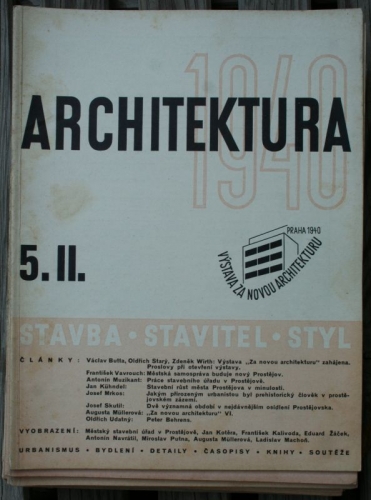 1940
ARCHITEKTURA
PRAHA 1940
VÝSTAVA ZA NOVOU ARCHITEKTURU
5. II.
STAVBA • STAVITEL • STYL
ČLÁNKY: Václav Buffa, Oldřich Starý, Zdeněk Wirth: Výstava „Za novou architekturu“ zahájena.
Proslovy při otevření výstavy.
František Vavrouch: Městská samospráva buduje nový Prostějov.
Antonín Muzikant: Práce stavebního úřadu v Prostějově.
Jan Kühndel: Stavební růst města Prostějova v minulosti.
Josef Mrkos: Jakým přirozeným urbanistou byl prehistorický člověk v prostě-
jovském zázemí.
Josef Skutil: Dvě významná období v nejdávnějším osídlení Prostějovska.
Augusta Müllerová: „Za novou architekturu“ VI.
Oldřich Udatný: Peter Behrens.
VYOBRAZENÍ: Městský stavební úřad v Prostějově, Jan Kotěra, František Kalivoda, Eduard Žáček,
Antonín Navrátil, Miroslav Putna, Augusta Müllerová, Ladislav Machoň.
URBANISMUS • BYDLENÍ • DETAILY • ČASOPISY • KNIHY • SOUTĚŽE